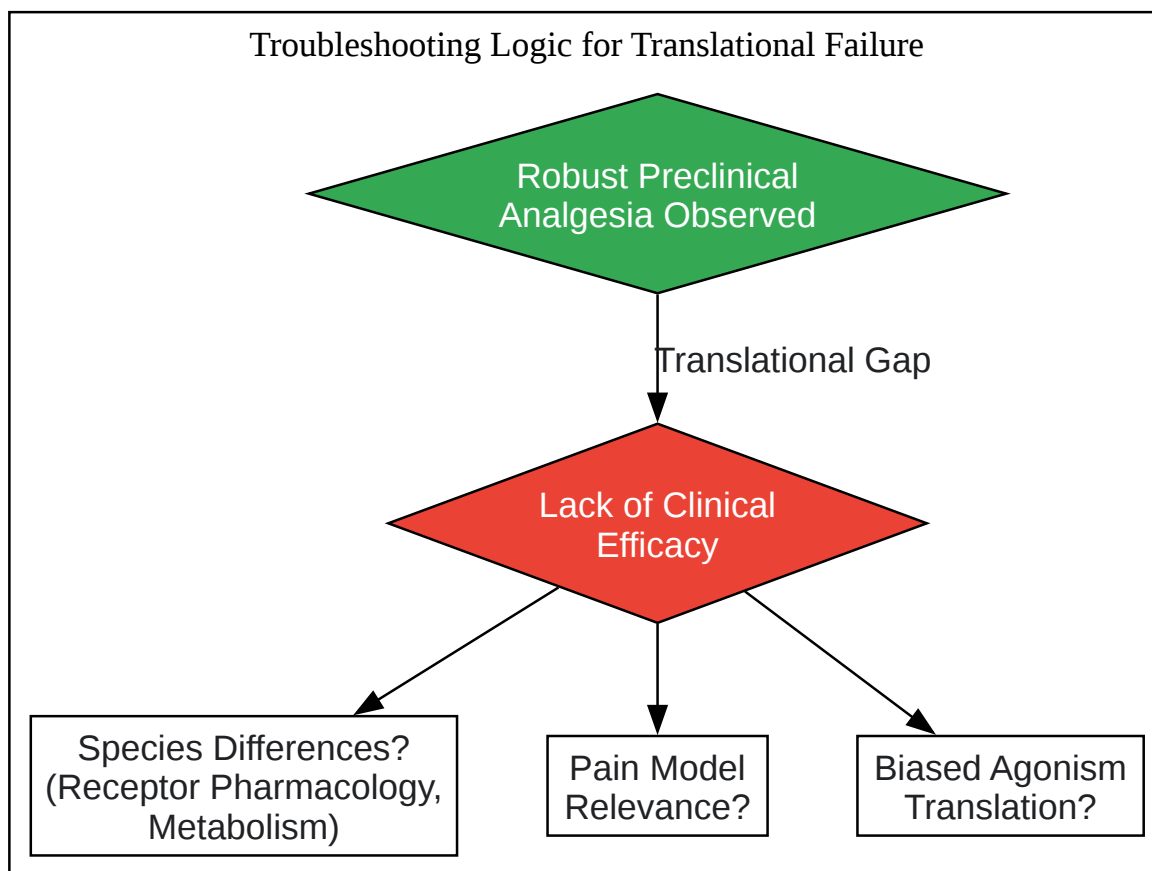 Troubleshooting Logic for Translational Failure
Robust Preclinical
Analgesia Observed
Translational Gap
Lack of Clinical
Efficacy
Species Differences?
(Receptor Pharmacology,
Metabolism)
Pain Model
Relevance?
Biased Agonism
Translation?